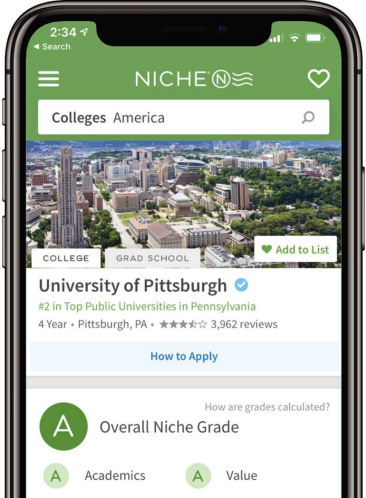 2:34
◀ Search
NICHE N
Colleges America
Add to List
COLLEGE GRAD SCHOOL
University of Pittsburgh
#2 in Top Public Universities in Pennsylvania
4 Year • Pittsburgh, PA • ★★★ 3,962 reviews
How to Apply
How are grades calculated?
A Overall Niche Grade
A Academics A Value